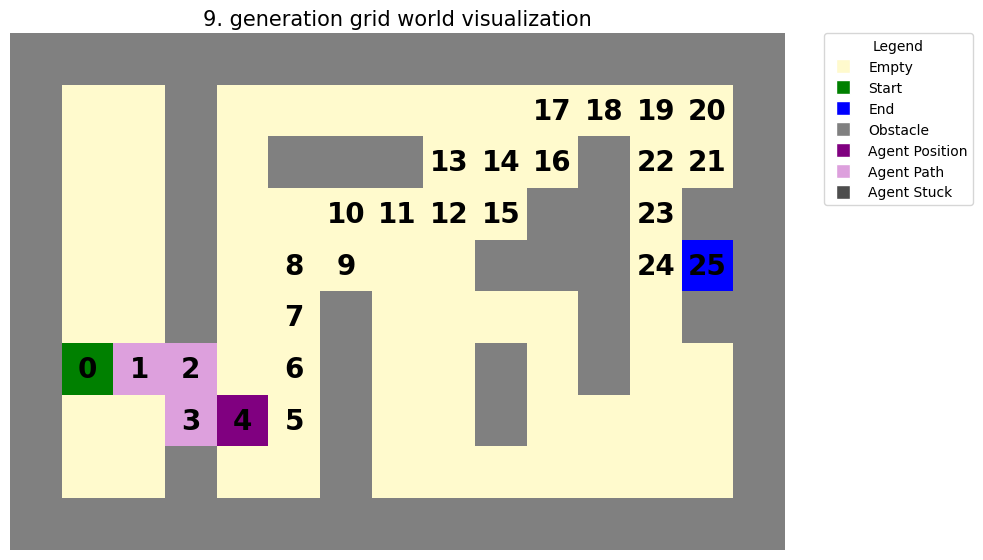 9. generation grid world visualization
Legend
Empty
Start
End
Obstacle
Agent Position
Agent Path
Agent Stuck
17 18 19 20
13 14 16 22 21
10 11 12 15 23
8 9 24 25
7
0 1 2 6
3 4 5